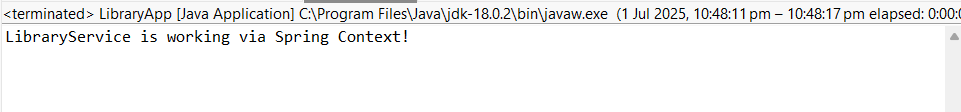 <terminated> LibraryApp [Java Application] C:\Program Files\Java\jdk-18.0.2\bin\javaw.exe (1 Jul 2025, 10:48:11 pm – 10:48:17 pm elapsed: 0:00:0
LibraryService is working via Spring Context!